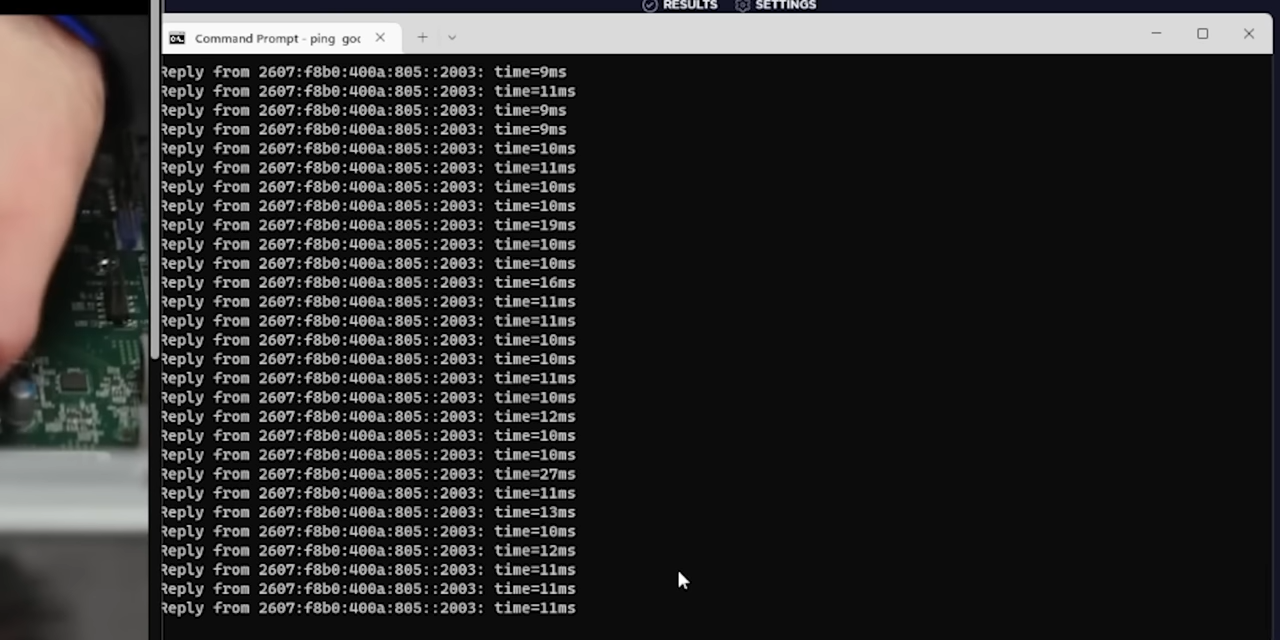 RESULTS SETTINGS
Command Prompt - ping goo
Reply from 2607:f8b0:400a:805::2003: time=9ms
Reply from 2607:f8b0:400a:805::2003: time=11ms
Reply from 2607:f8b0:400a:805::2003: time=9ms
Reply from 2607:f8b0:400a:805::2003: time=9ms
Reply from 2607:f8b0:400a:805::2003: time=10ms
Reply from 2607:f8b0:400a:805::2003: time=11ms
Reply from 2607:f8b0:400a:805::2003: time=10ms
Reply from 2607:f8b0:400a:805::2003: time=10ms
Reply from 2607:f8b0:400a:805::2003: time=19ms
Reply from 2607:f8b0:400a:805::2003: time=10ms
Reply from 2607:f8b0:400a:805::2003: time=10ms
Reply from 2607:f8b0:400a:805::2003: time=16ms
Reply from 2607:f8b0:400a:805::2003: time=11ms
Reply from 2607:f8b0:400a:805::2003: time=11ms
Reply from 2607:f8b0:400a:805::2003: time=10ms
Reply from 2607:f8b0:400a:805::2003: time=10ms
Reply from 2607:f8b0:400a:805::2003: time=11ms
Reply from 2607:f8b0:400a:805::2003: time=10ms
Reply from 2607:f8b0:400a:805::2003: time=12ms
Reply from 2607:f8b0:400a:805::2003: time=10ms
Reply from 2607:f8b0:400a:805::2003: time=10ms
Reply from 2607:f8b0:400a:805::2003: time=27ms
Reply from 2607:f8b0:400a:805::2003: time=11ms
Reply from 2607:f8b0:400a:805::2003: time=13ms
Reply from 2607:f8b0:400a:805::2003: time=10ms
Reply from 2607:f8b0:400a:805::2003: time=12ms
Reply from 2607:f8b0:400a:805::2003: time=11ms
Reply from 2607:f8b0:400a:805::2003: time=11ms
Reply from 2607:f8b0:400a:805::2003: time=11ms